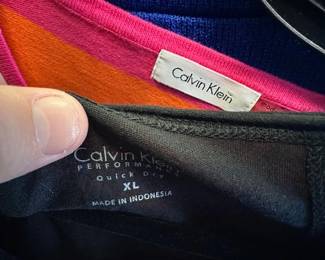 Calvin Klein
Calvin Klein
PERFORMANCE
Quick Dry
XL
MADE IN INDONESIA